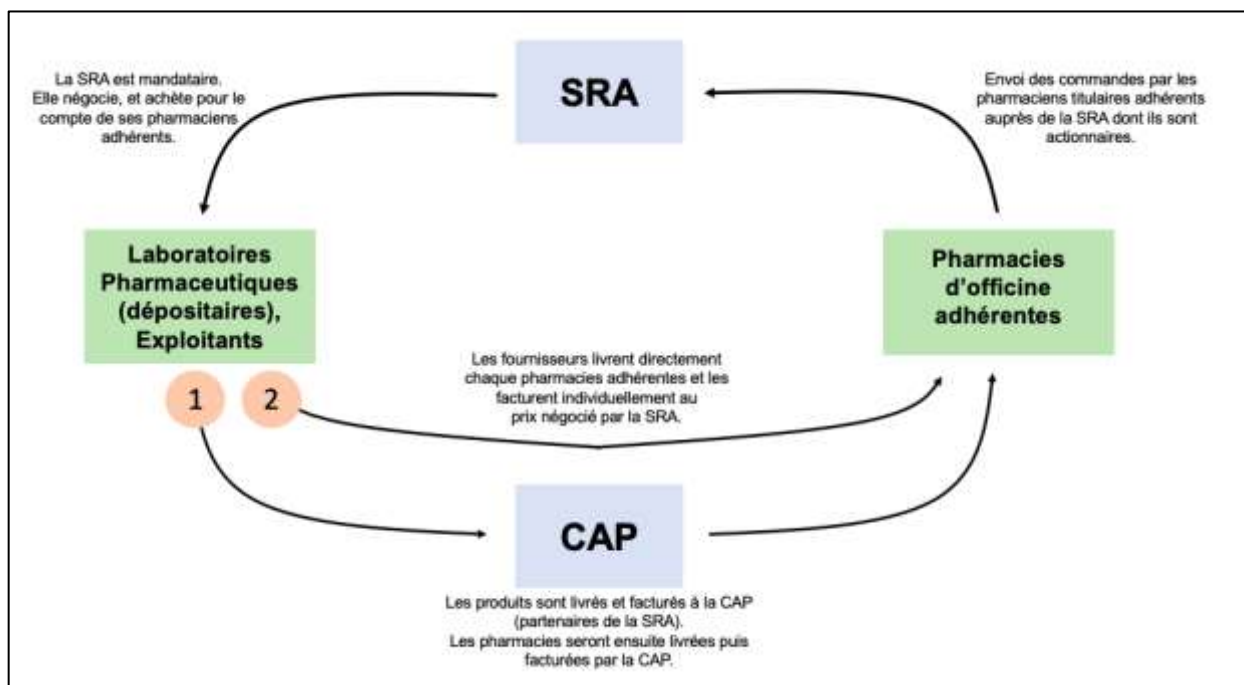 SRA
La SRA est mandataire.
Elle négocie, et achète pour le
compte de ses pharmaciens
adhérents.
Envoi des commandes par les
pharmaciens titulaires adhérents
auprès de la SRA dont ils sont
actionnaires.
Laboratoires
Pharmaceutiques
(dépositaires),
Exploitants
Pharmacies
d'officine
adhérentes
1
2
Les fournisseurs livrent directement
chaque pharmacies adhérentes et les
facturent individuellement au
prix négocié par la SRA.
CAP
Les produits sont livrés et facturés à la CAP
(partenaires de la SRA).
Les pharmacies seront ensuite livrées puis
facturées par la CAP.